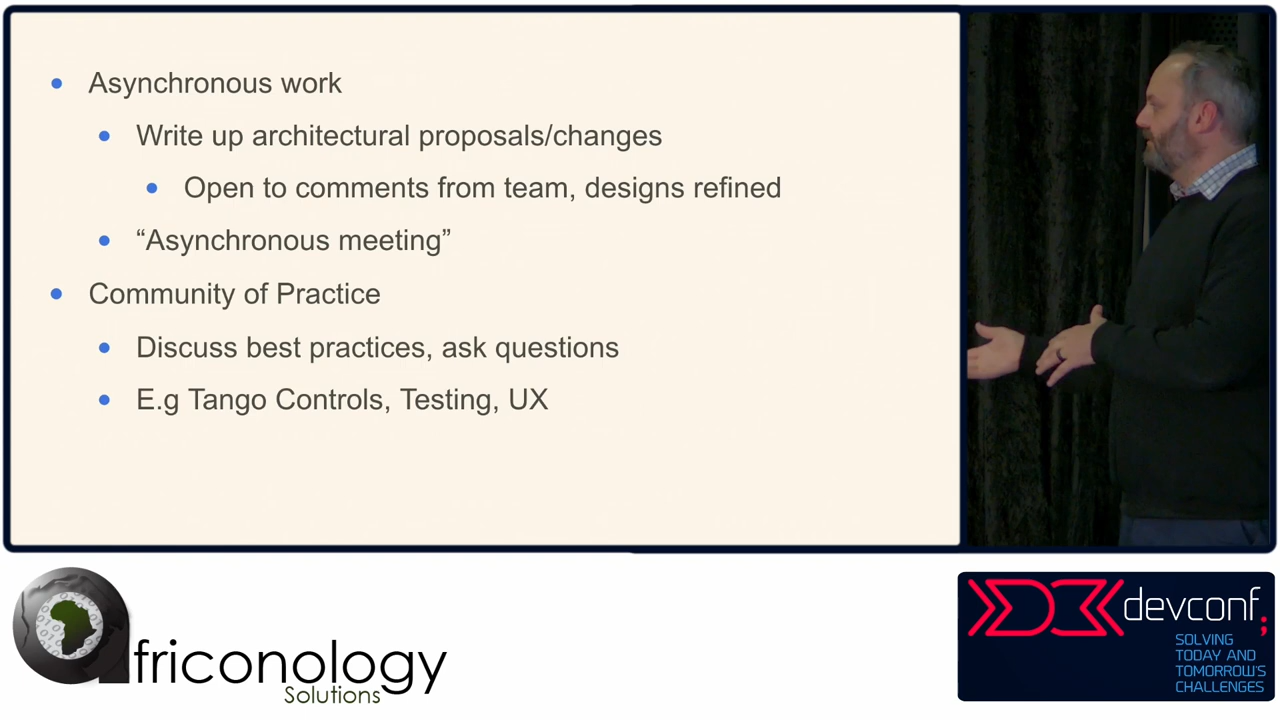 Asynchronous work
Write up architectural proposals/changes
Open to comments from team, designs refined
“Asynchronous meeting”
Community of Practice
Discuss best practices, ask questions
E.g Tango Controls, Testing, UX
africonology
Solutions
devconf;
SOLVING
TODAY AND
TOMORROW'S
CHALLENGES